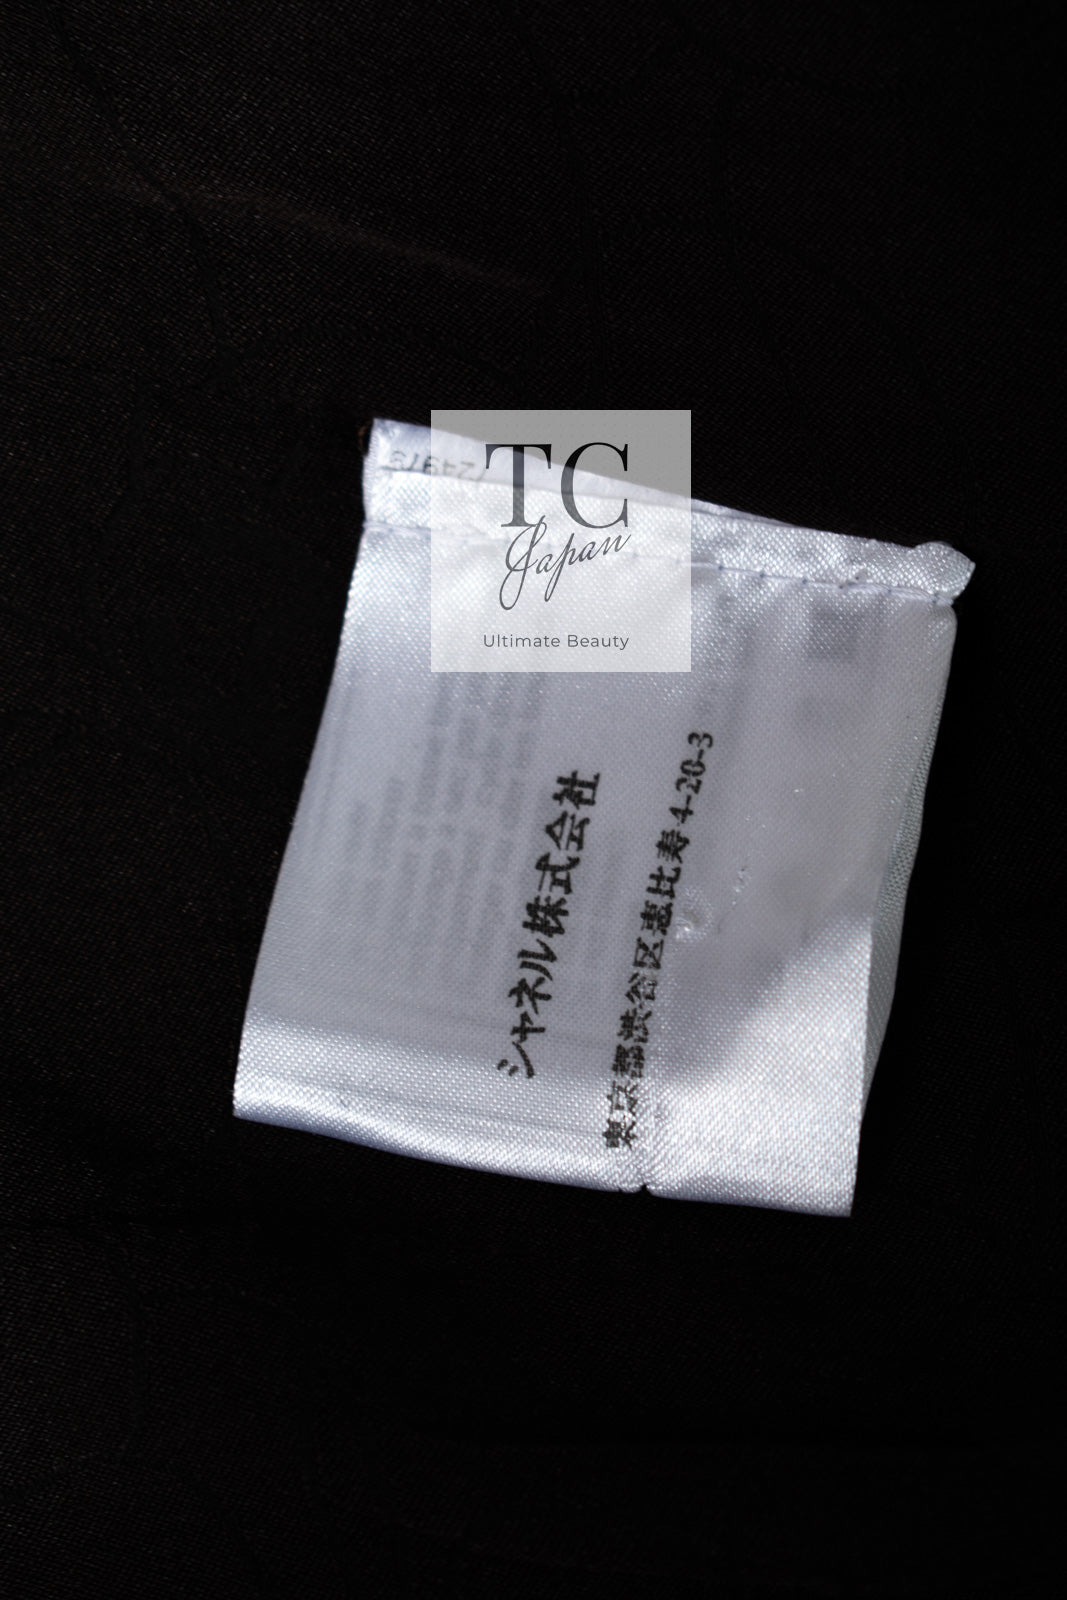 TC
Japan
Ultimate Beauty
シャネル株式会社
東京都渋谷区恵比寿 4-20-3